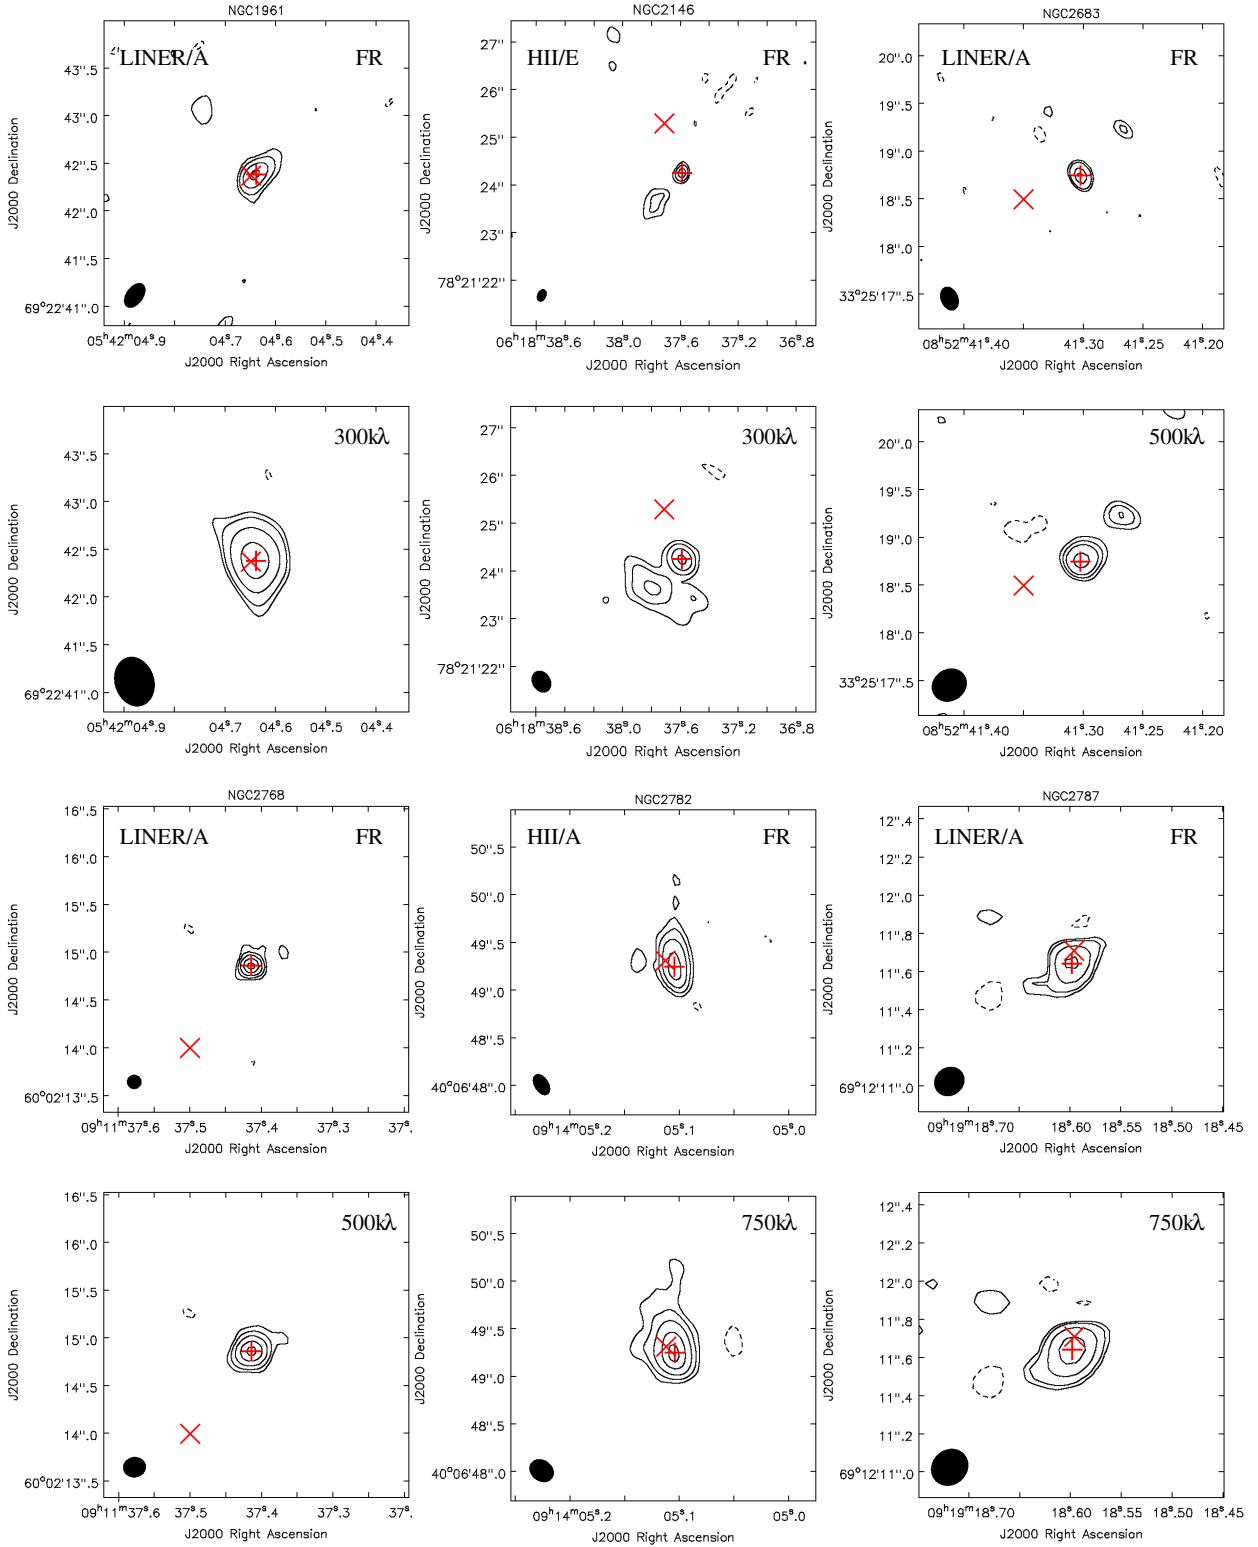 NGC1961
LINER/A FR
43".5
43".0
42".5
42".0
41".5
69°22'41".0
J2000 Declination
05ʰ42ᵐ04ˢ.9 04ˢ.7 04ˢ.6 04ˢ.5 04ˢ.4
J2000 Right Ascension
NGC2146
HII/E FR
27"
26"
25"
24"
23"
78°21'22"
J2000 Declination
06ʰ18ᵐ38ˢ.6 38ˢ.0 37ˢ.6 37ˢ.2 36ˢ.8
J2000 Right Ascension
NGC2683
LINER/A FR
20".0
19".5
19".0
18".5
18".0
33°25'17".5
J2000 Declination
08ʰ52ᵐ41ˢ.40 41ˢ.30 41ˢ.25 41ˢ.20
J2000 Right Ascension
300kλ
43".5
43".0
42".5
42".0
41".5
69°22'41".0
J2000 Declination
05ʰ42ᵐ04ˢ.9 04ˢ.7 04ˢ.6 04ˢ.5 04ˢ.4
J2000 Right Ascension
300kλ
27"
26"
25"
24"
23"
78°21'22"
J2000 Declination
06ʰ18ᵐ38ˢ.6 38ˢ.0 37ˢ.6 37ˢ.2 36ˢ.8
J2000 Right Ascension
500kλ
20".0
19".5
19".0
18".5
18".0
33°25'17".5
J2000 Declination
08ʰ52ᵐ41ˢ.40 41ˢ.30 41ˢ.25 41ˢ.20
J2000 Right Ascension
NGC2768
LINER/A FR
16".5
16".0
15".5
15".0
14".5
14".0
60°02'13".5
J2000 Declination
09ʰ11ᵐ37ˢ.6 37ˢ.5 37ˢ.4 37ˢ.3 37ˢ.
J2000 Right Ascension
NGC2782
HII/A FR
50".5
50".0
49".5
49".0
48".5
40°06'48".0
J2000 Declination
09ʰ14ᵐ05ˢ.2 05ˢ.1 05ˢ.0
J2000 Right Ascension
NGC2787
LINER/A FR
12".4
12".2
12".0
11".8
11".6
11".4
11".2
69°12'11".0
J2000 Declination
09ʰ19ᵐ18ˢ.70 18ˢ.60 18ˢ.55 18ˢ.50 18ˢ.45
J2000 Right Ascension
500kλ
16".5
16".0
15".5
15".0
14".5
14".0
60°02'13".5
J2000 Declination
09ʰ11ᵐ37ˢ.6 37ˢ.5 37ˢ.4 37ˢ.3 37ˢ.
J2000 Right Ascension
750kλ
50".5
50".0
49".5
49".0
48".5
40°06'48".0
J2000 Declination
09ʰ14ᵐ05ˢ.2 05ˢ.1 05ˢ.0
J2000 Right Ascension
750kλ
12".4
12".2
12".0
11".8
11".6
11".4
11".2
69°12'11".0
J2000 Declination
09ʰ19ᵐ18ˢ.70 18ˢ.60 18ˢ.55 18ˢ.50 18ˢ.45
J2000 Right Ascension